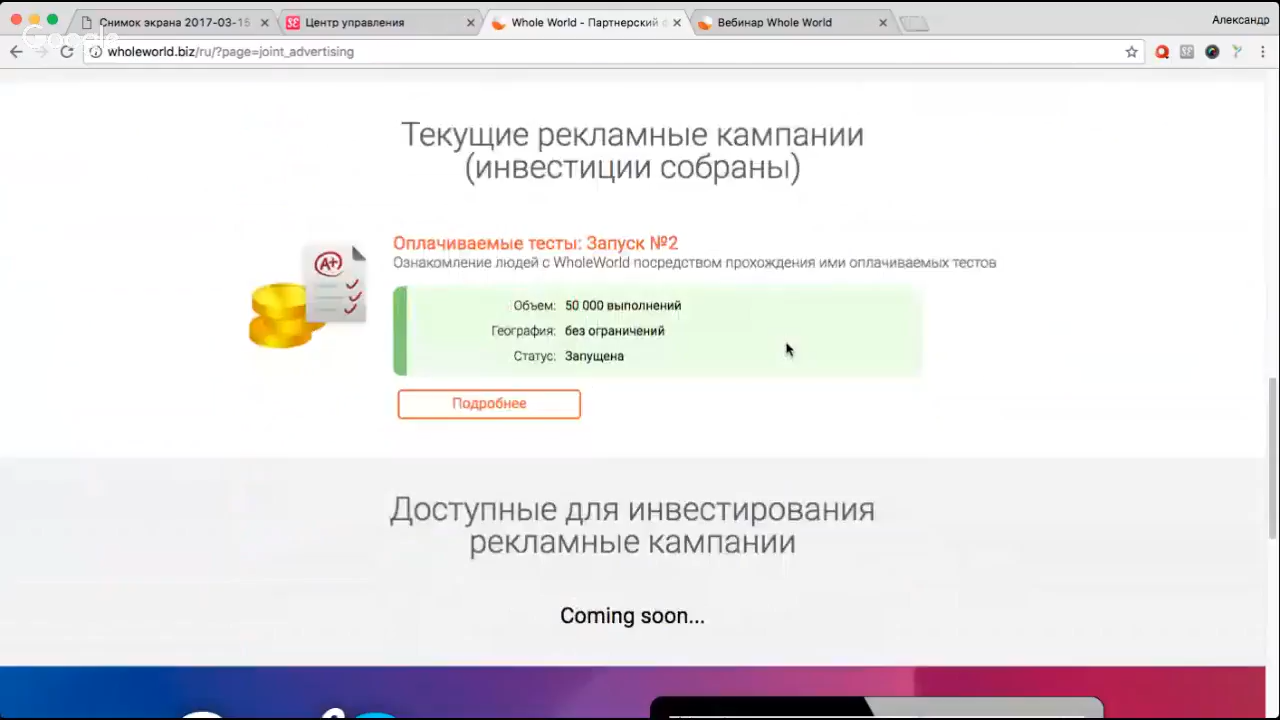 Снимок экрана 2017-03-15
Центр управления
Whole World - Партнерский
Вебинар Whole World
Александр
Google
wholeworld.biz/ru/?page=joint_advertising
Текущие рекламные кампании
(инвестиции собраны)
A+
Оплачиваемые тесты: Запуск №2
Ознакомление людей с WholeWorld посредством прохождения ими оплачиваемых тестов
Объем: 50 000 выполнений
География: без ограничений
Статус: Запущена
Подробнее
Доступные для инвестирования
рекламные кампании
Coming soon...